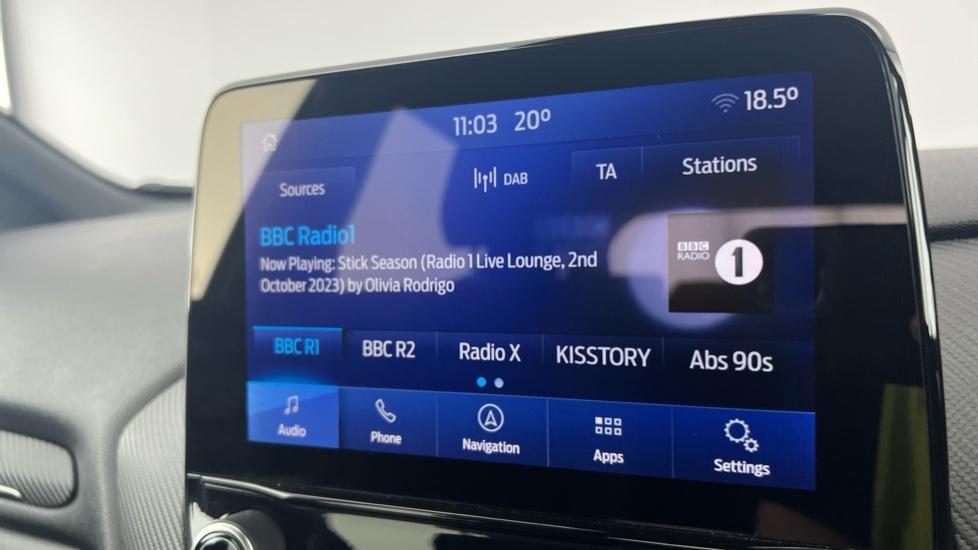 11:03 20° 18.5°
Sources DAB TA Stations
BBC Radio1
Now Playing: Stick Season (Radio 1 Live Lounge, 2nd
October 2023) by Olivia Rodrigo
BBC
RADIO 1
BBC R1 BBC R2 Radio X KISSTORY Abs 90s
Audio Phone Navigation Apps Settings